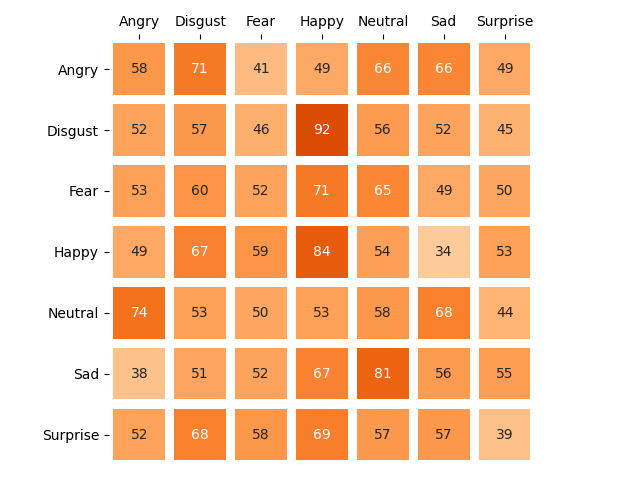 Angry Disgust Fear Happy Neutral Sad Surprise
Angry 58 71 41 49 66 66 49
Disgust 52 57 46 92 56 52 45
Fear 53 60 52 71 65 49 50
Happy 49 67 59 84 54 34 53
Neutral 74 53 50 53 58 68 44
Sad 38 51 52 67 81 56 55
Surprise 52 68 58 69 57 57 39